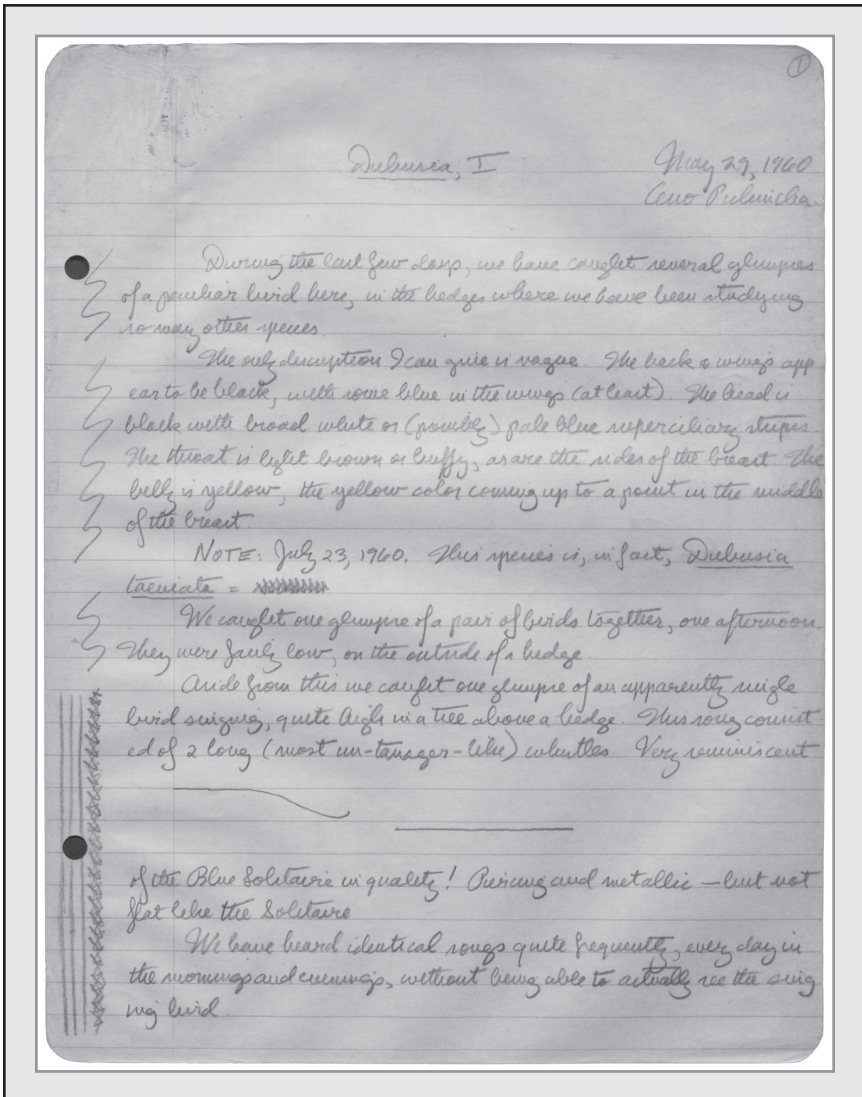 ①
Dubusia, I
May 29, 1960
Cerro Pichincha.
During the last few days, we have caught several glimpses
of a peculiar bird here, in the hedges where we have been studying
so many other species.
The only description I can give is vague. The back & wings app
ear to be black, with some blue in the wings (at least). The head is
black with broad white or (possibly) pale blue superciliary stripes.
The throat is light brown or buffy, as are the sides of the breast. The
belly is yellow, the yellow color coming up to a point in the middle
of the breast.
NOTE: July 23, 1960. This species is, in fact, Dubusia
taeniata =
We caught one glimpse of a pair of birds together, one afternoon.
They were fairly low, on the outside of a hedge.
Aside from this we caught one glimpse of an apparently single
bird singing, quite high in a tree above a hedge. This song consist
ed of 2 long (most un-tanager-like) whistles. Very reminiscent
of the Blue Solitaire in quality! Piercing and metallic — but not
flat like the Solitaire
We have heard identical songs quite frequently, every day in
the mornings and evenings, without being able to actually see the sing
ing bird.